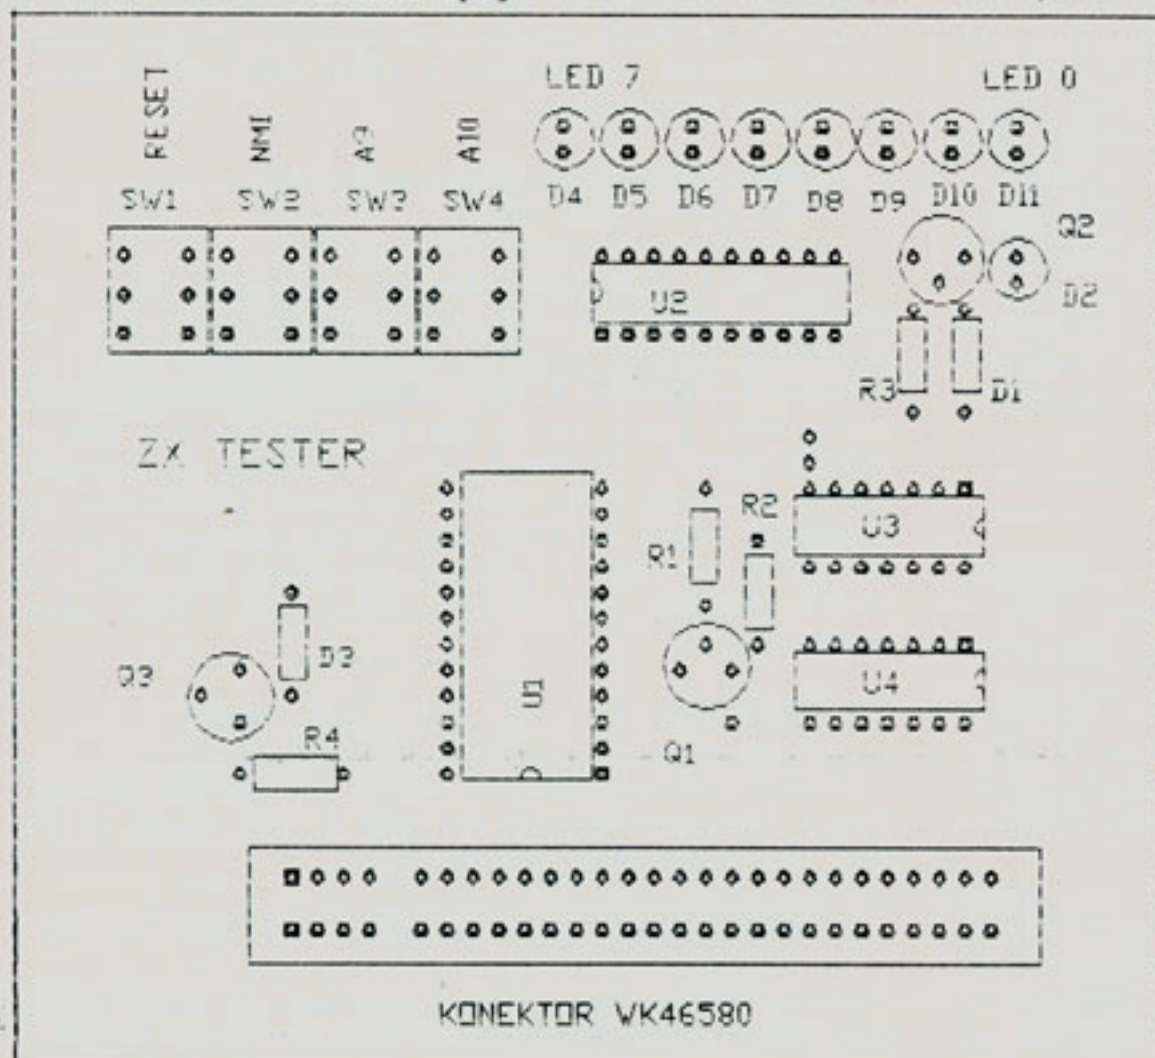 LED 7 LED 0
RESET NMI A9 A10
D4 D5 D6 D7 D8 D9 D10 D11
SW1 SW2 SW3 SW4
Q2
D2
U2
R3 D1
ZX TESTER
R2
U3
R1
D3
Q3
U1
U4
R4
Q1
KONEKTOR WK46580